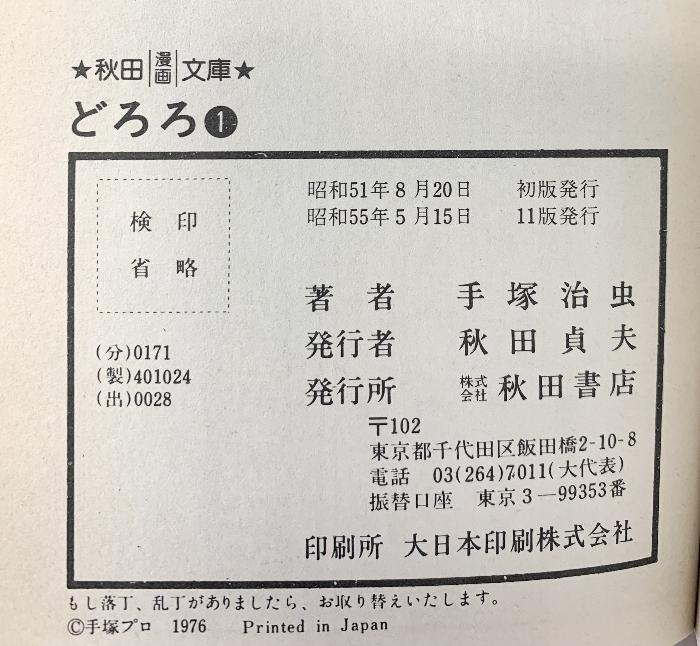 ★秋田漫画文庫★
どろろ❶
検印
省略
昭和51年8月20日 初版発行
昭和55年5月15日 11版発行
(分)0171
(製)401024
(出)0028
著者 手塚治虫
発行者 秋田貞夫
発行所 株式会社 秋田書店
〒102
東京都千代田区飯田橋2-10-8
電話 03(264)7011(大代表)
振替口座 東京3―99353番
印刷所 大日本印刷株式会社
もし落丁、乱丁がありましたら、お取り替えいたします。
©手塚プロ 1976 Printed in Japan